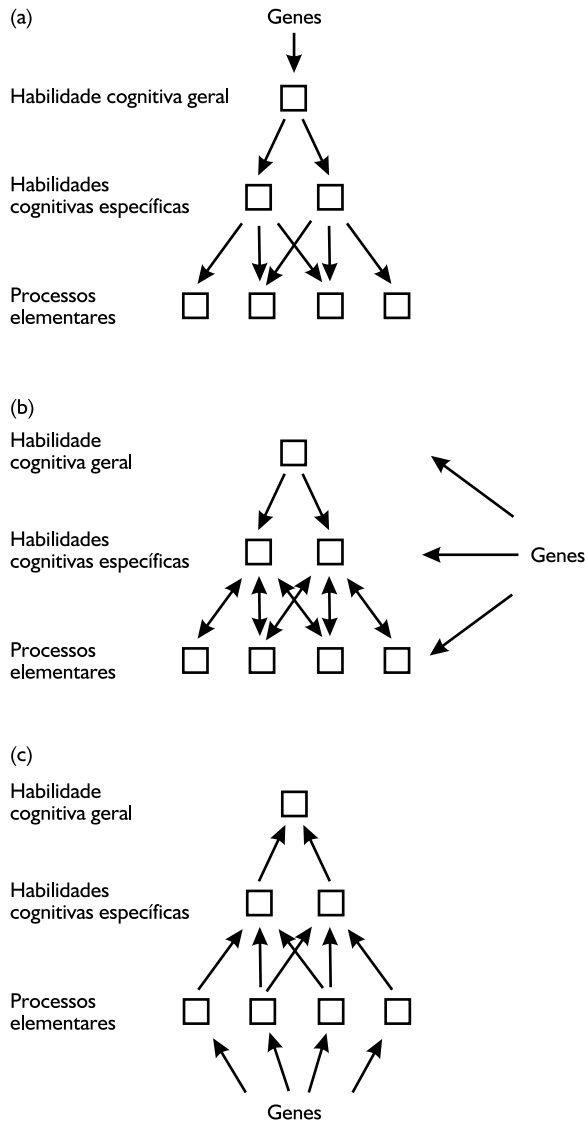 (a)
Genes
Habilidade cognitiva geral
Habilidades
cognitivas específicas
Processos
elementares
(b)
Habilidade
cognitiva geral
Habilidades
cognitivas específicas
Genes
Processos
elementares
(c)
Habilidade
cognitiva geral
Habilidades
cognitivas específicas
Processos
elementares
Genes